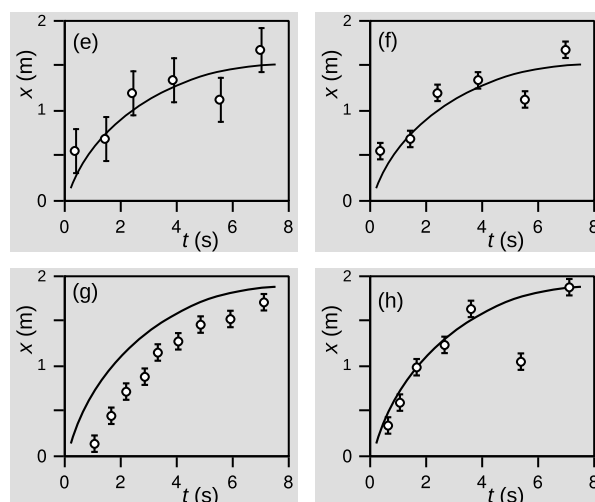 2 (e) 2 (f)
x (m) x (m)
1 1
0 0
0 2 4 6 8 0 2 4 6 8
t (s) t (s)
2 (g) 2 (h)
x (m) x (m)
1 1
0 0
0 2 4 6 8 0 2 4 6 8
t (s) t (s)